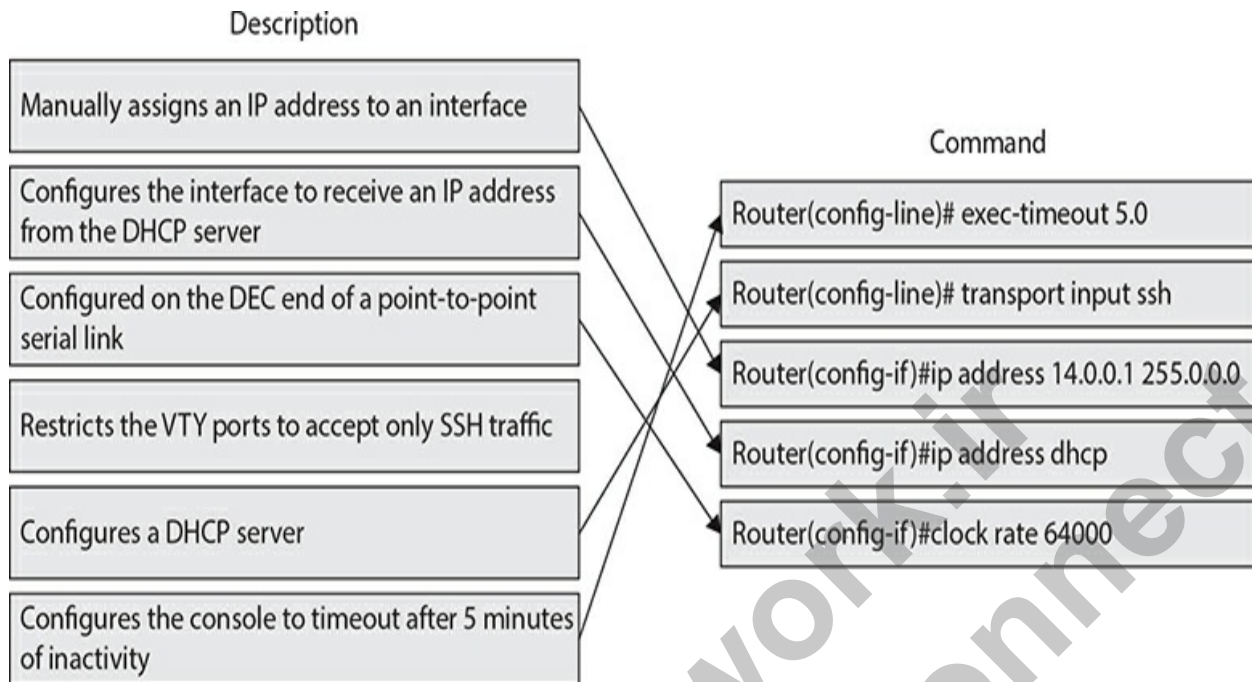 Description
Manually assigns an IP address to an interface
Configures the interface to receive an IP address
from the DHCP server
Configured on the DEC end of a point-to-point
serial link
Restricts the VTY ports to accept only SSH traffic
Configures a DHCP server
Configures the console to timeout after 5 minutes
of inactivity
Command
Router(config-line)# exec-timeout 5.0
Router(config-line)# transport input ssh
Router(config-if)#ip address 14.0.0.1 255.0.0.0
Router(config-if)#ip address dhcp
Router(config-if)#clock rate 64000